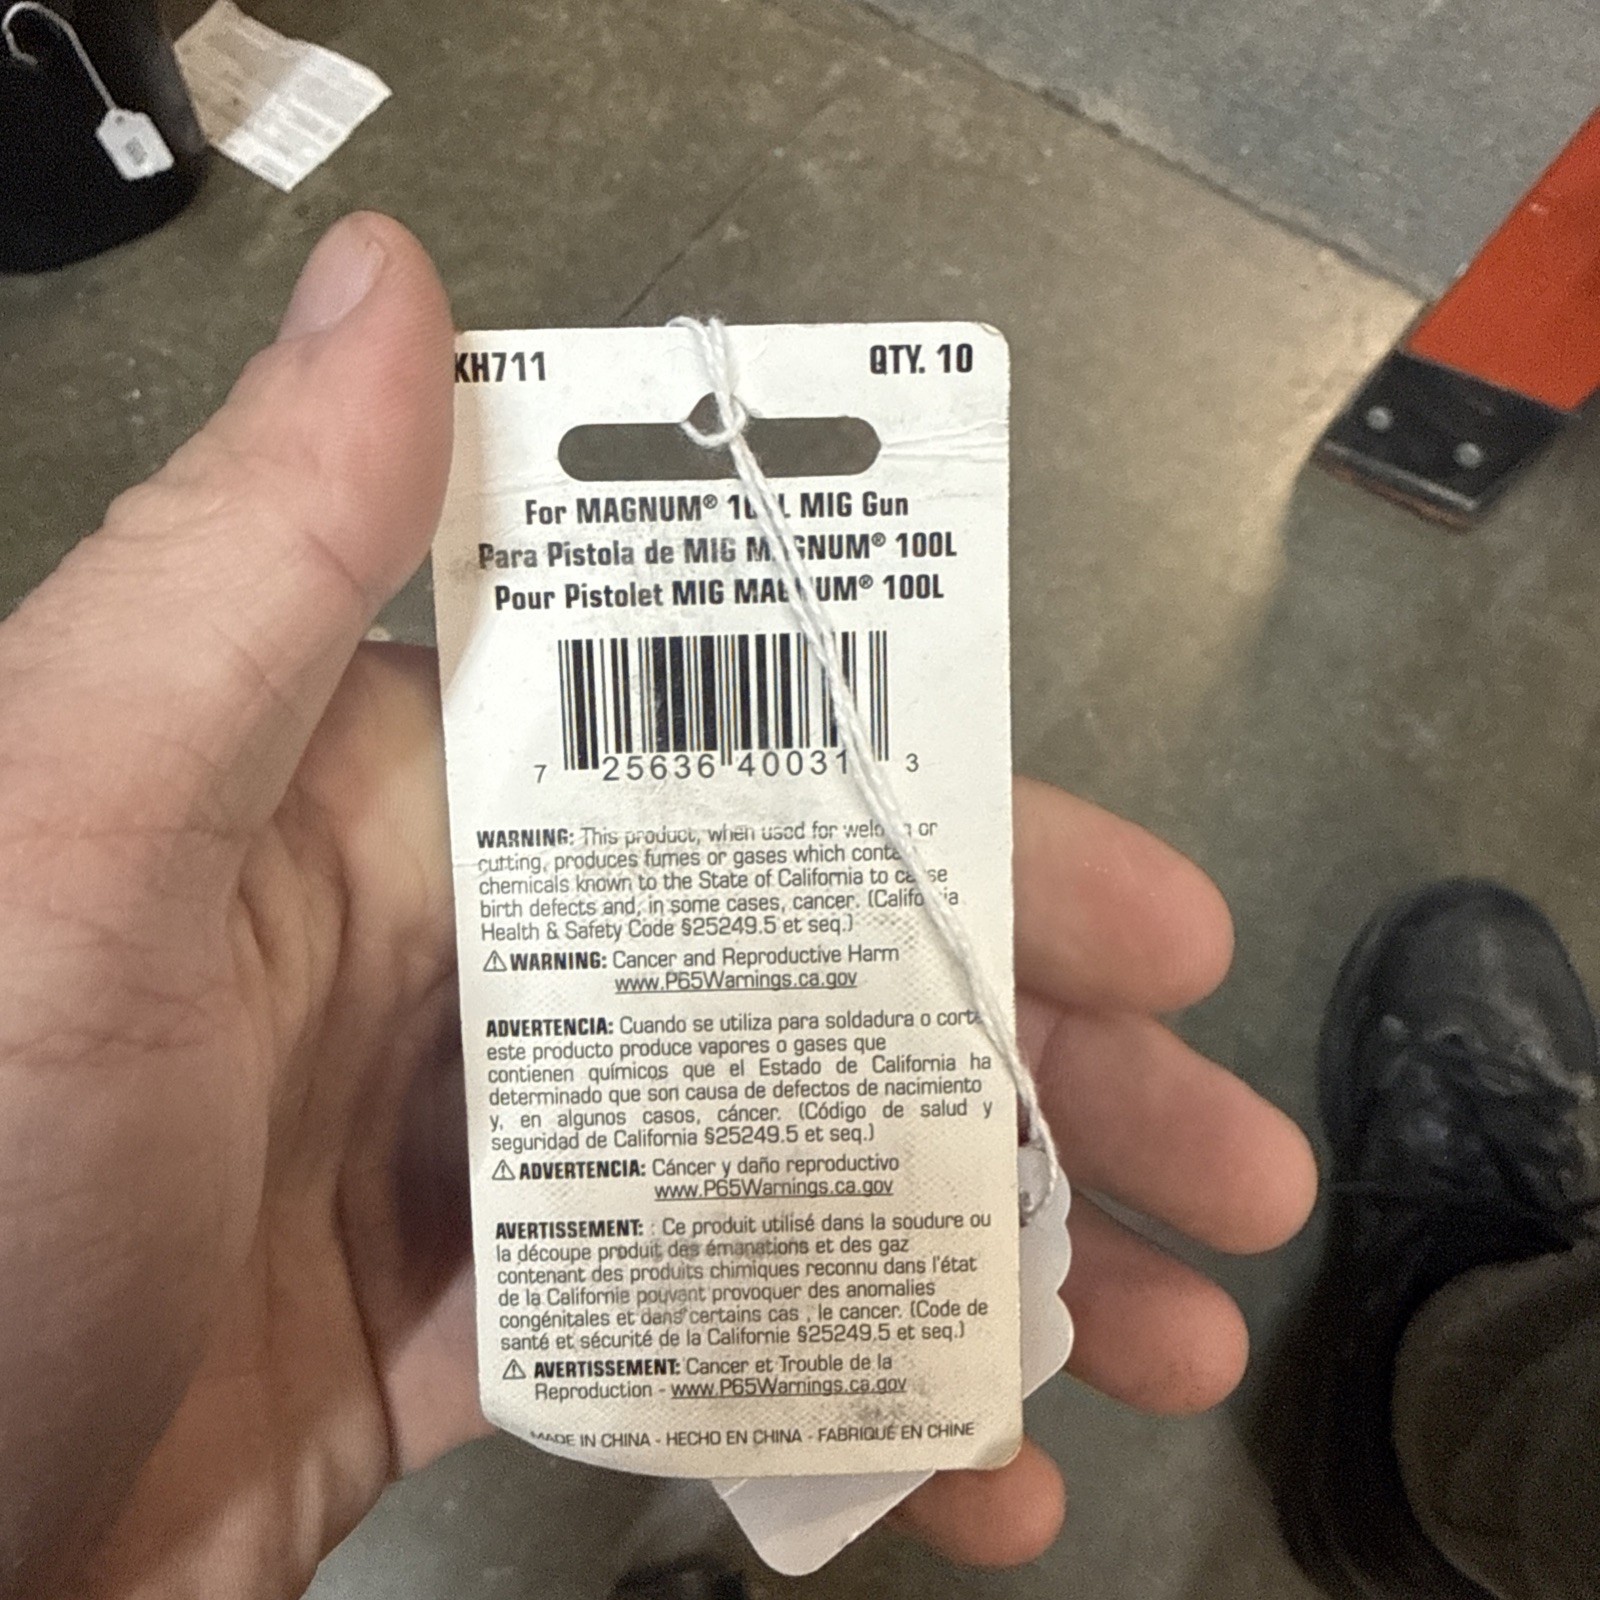 KH711 QTY. 10
For MAGNUM® L MIG Gun
Para Pistola de MIG MAGNUM® 100L
Pour Pistolet MIG MAGNUM® 100L
7 25636 40031 3
WARNING: This product, when used for welding or
cutting, produces fumes or gases which contain
chemicals known to the State of California to cause
birth defects and, in some cases, cancer. (California
Health & Safety Code §25249.5 et seq.)
⚠ WARNING: Cancer and Reproductive Harm
www.P65Warnings.ca.gov
ADVERTENCIA: Cuando se utiliza para soldadura o corte
este producto produce vapores o gases que
contienen químicos que el Estado de California ha
determinado que son causa de defectos de nacimiento
y, en algunos casos, cáncer. (Código de salud y
seguridad de California §25249.5 et seq.)
⚠ ADVERTENCIA: Cáncer y daño reproductivo
www.P65Warnings.ca.gov
AVERTISSEMENT: : Ce produit utilisé dans la soudure ou
la découpe produit des émanations et des gaz
contenant des produits chimiques reconnu dans l'état
de la Californie pouvant provoquer des anomalies
congénitales et dans certains cas , le cancer. (Code de
santé et sécurité de la Californie §25249.5 et seq.)
⚠ AVERTISSEMENT: Cancer et Trouble de la
Reproduction - www.P65Warnings.ca.gov
MADE IN CHINA - HECHO EN CHINA - FABRIQUÉ EN CHINE